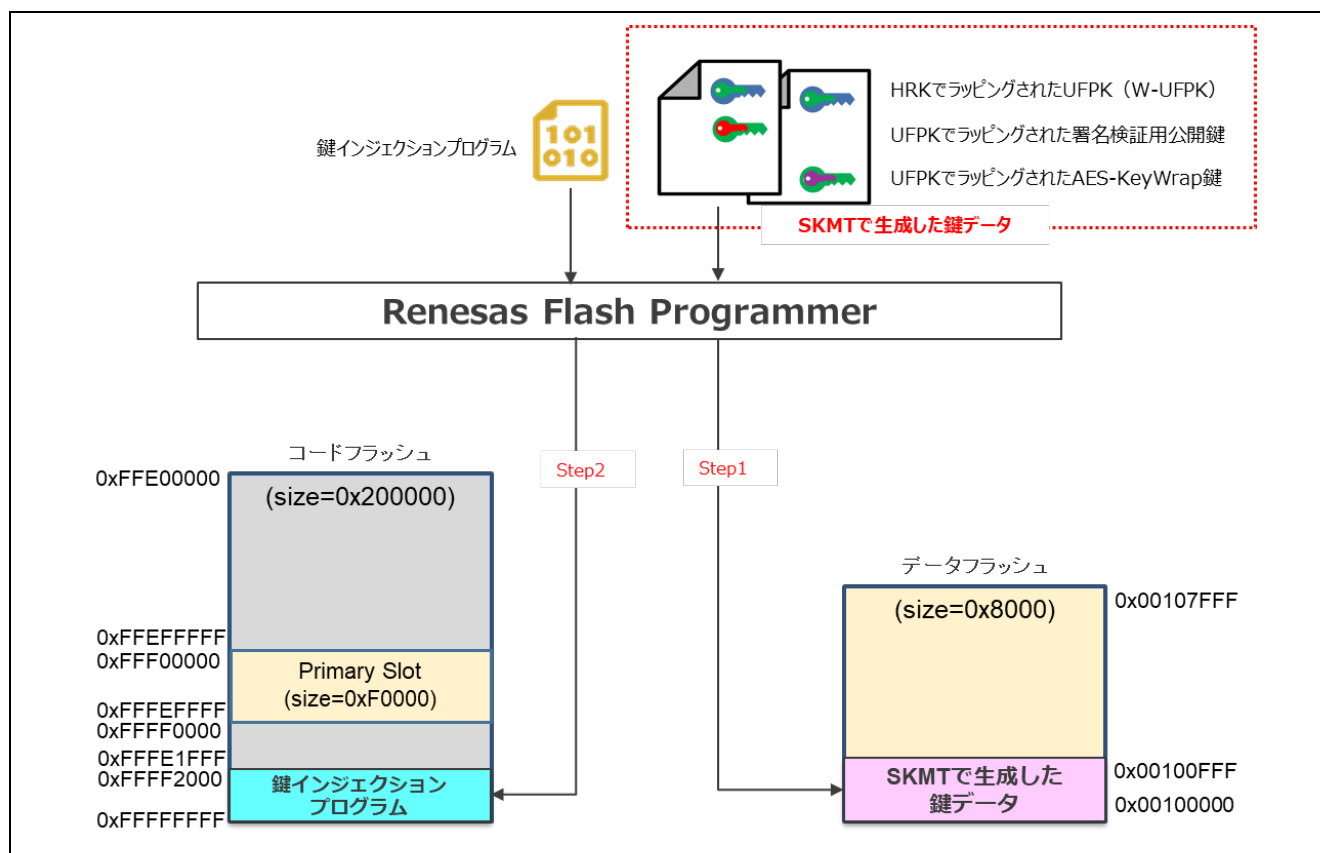 101
010
鍵インジェクションプログラム
HRKでラッピングされたUFPK（W-UFPK）
UFPKでラッピングされた署名検証用公開鍵
UFPKでラッピングされたAES-KeyWrap鍵
SKMTで生成した鍵データ
Renesas Flash Programmer
Step2
Step1
コードフラッシュ
0xFFE00000
(size=0x200000)
0xFFEFFFFF
0xFFF00000
Primary Slot
(size=0xF0000)
0xFFFEFFFF
0xFFFF0000
0xFFFE1FFF
0xFFFF2000
鍵インジェクション
プログラム
0xFFFFFFFF
データフラッシュ
(size=0x8000)
0x00107FFF
SKMTで生成した
鍵データ
0x00100FFF
0x00100000